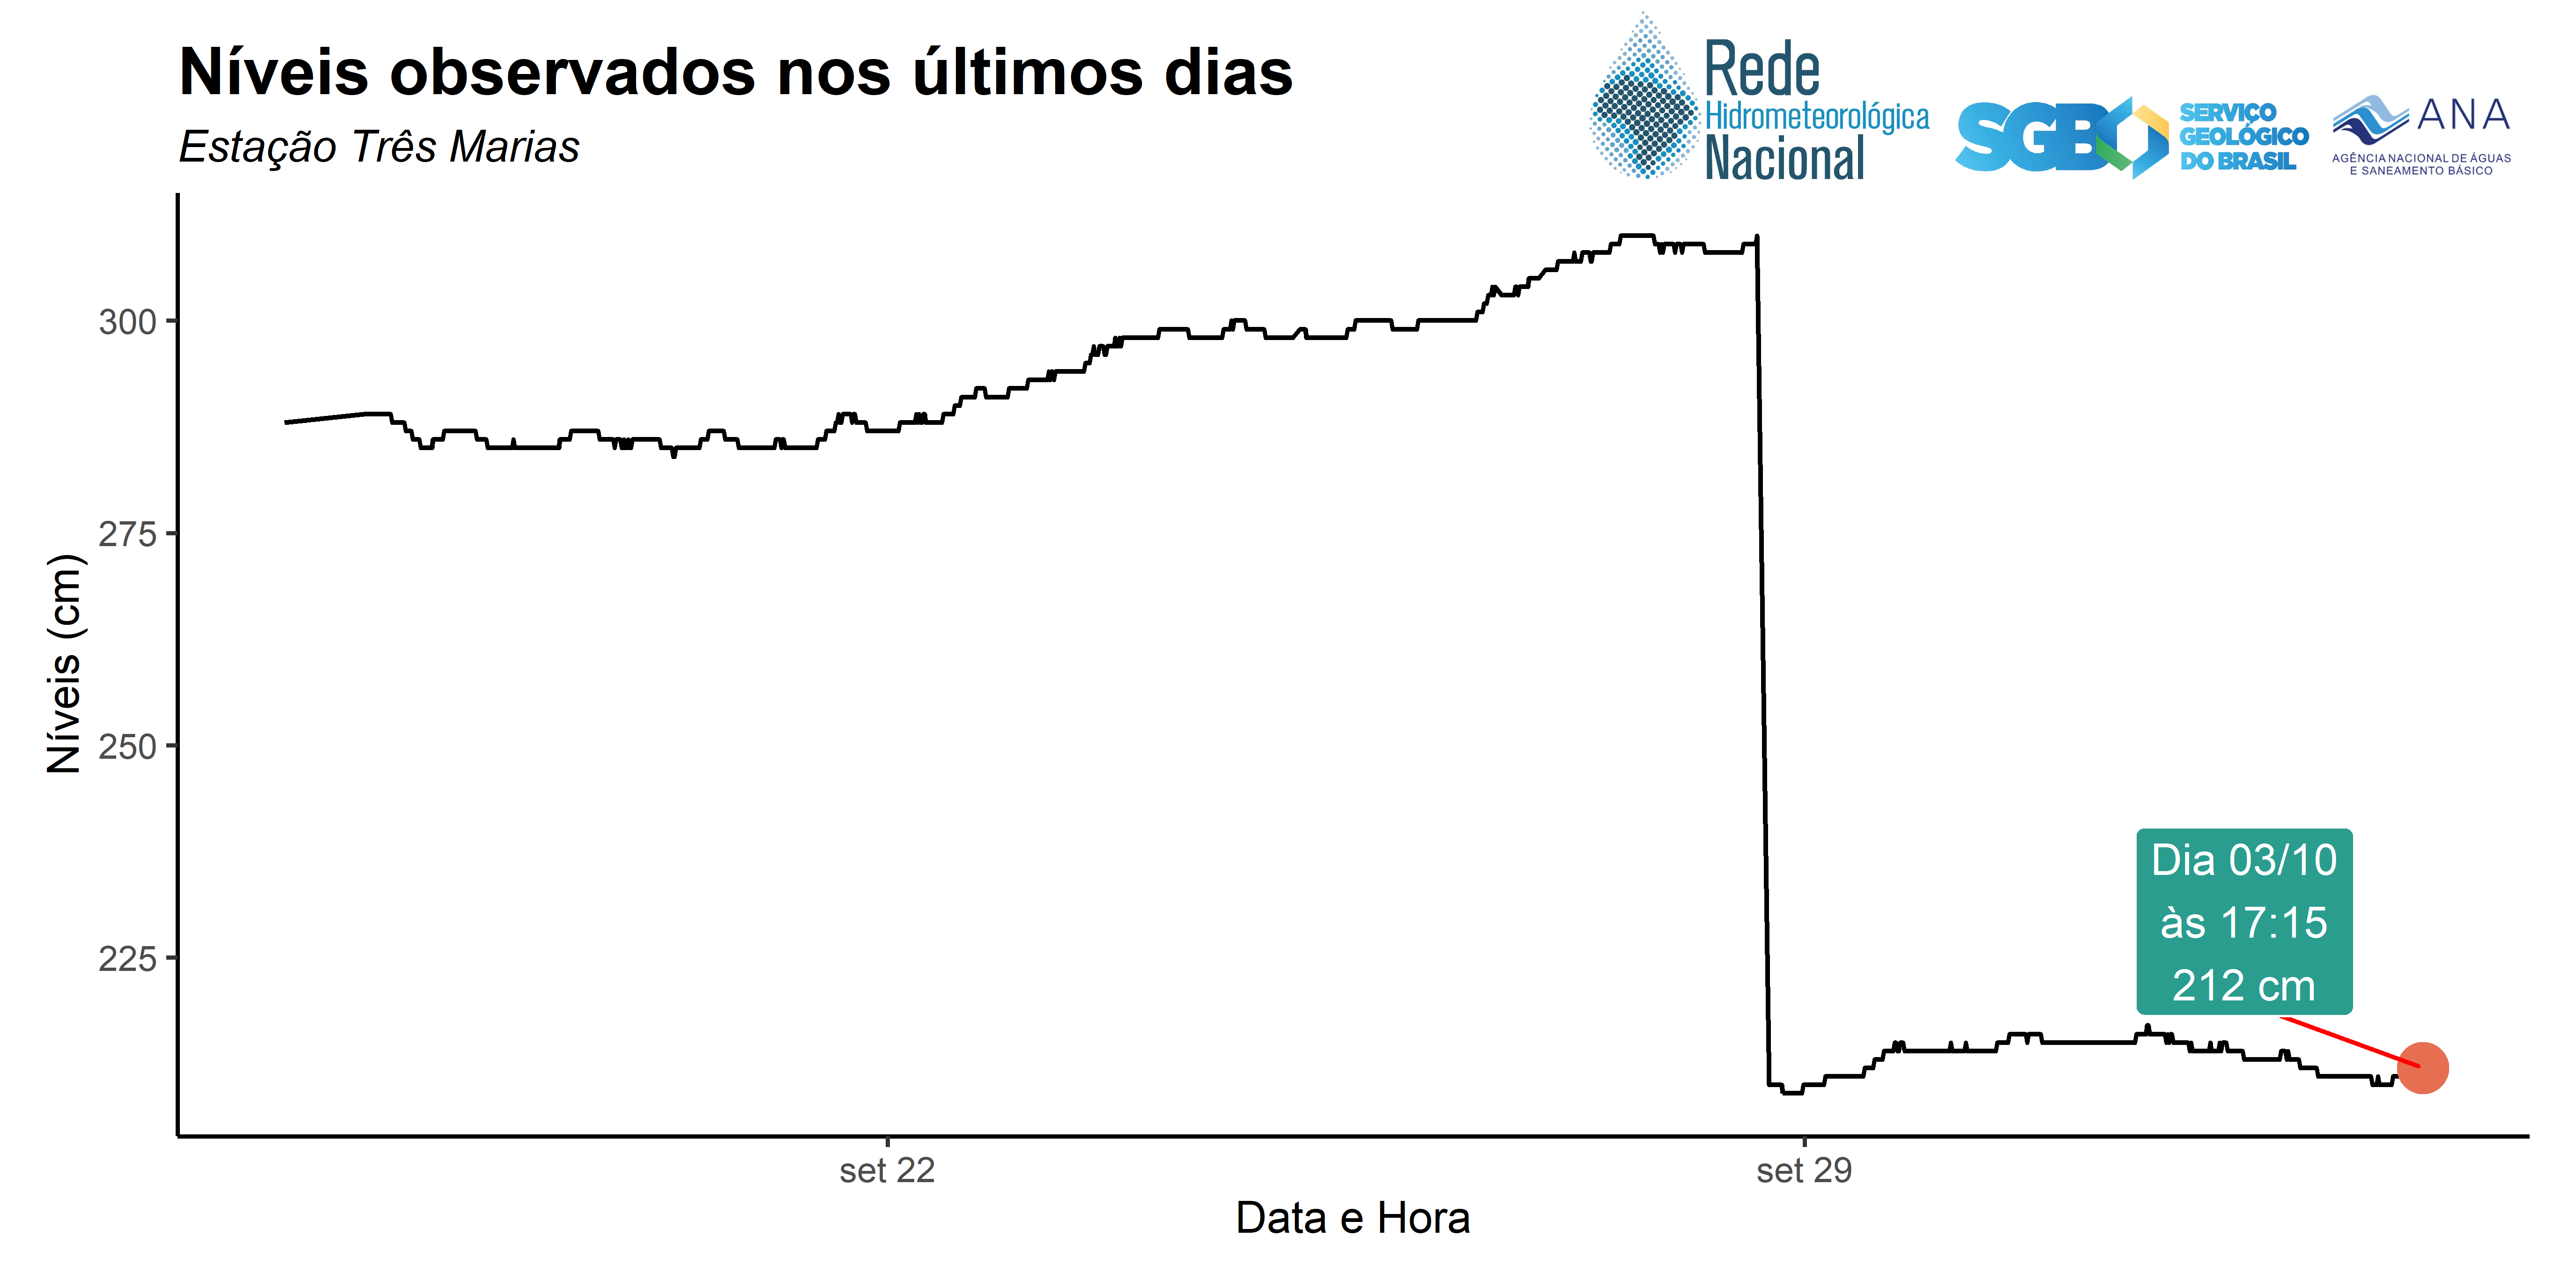 Níveis observados nos últimos dias
Estação Três Marias
Rede
Hidrometeorológica
Nacional
SGB
SERVIÇO
GEOLÓGICO
DO BRASIL
ANA
AGÊNCIA NACIONAL DE ÁGUAS
E SANEAMENTO BÁSICO
Níveis (cm)
300
275
250
225
Dia 03/10
às 17:15
212 cm
set 22
set 29
Data e Hora